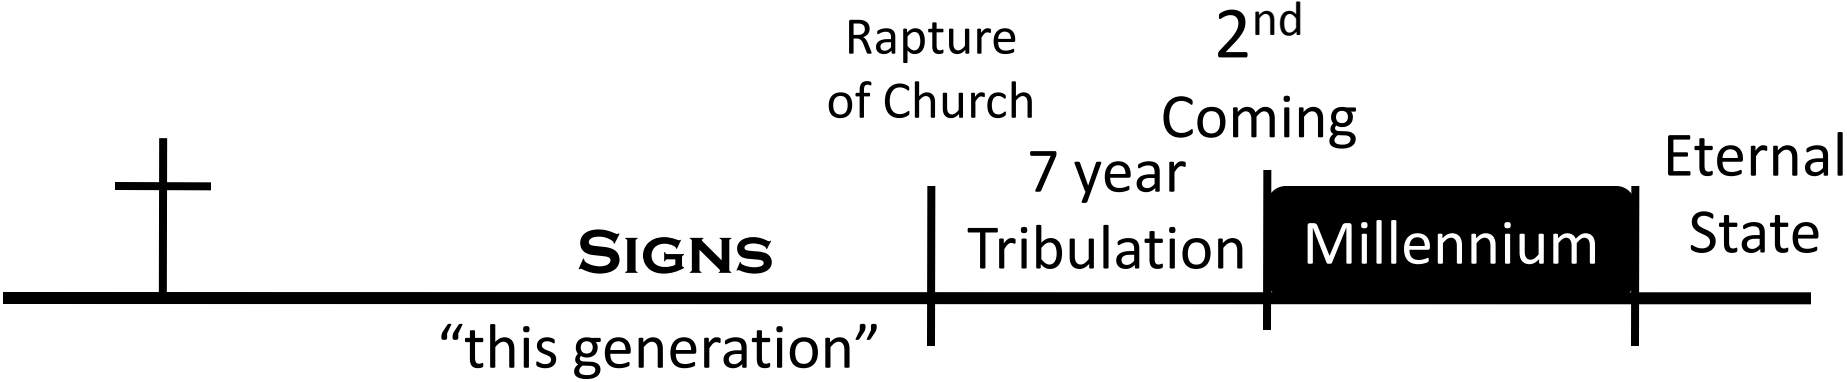 Rapture
of Church
2nd
Coming
7 year
Tribulation
Eternal
State
SIGNS
Millennium
“this generation”